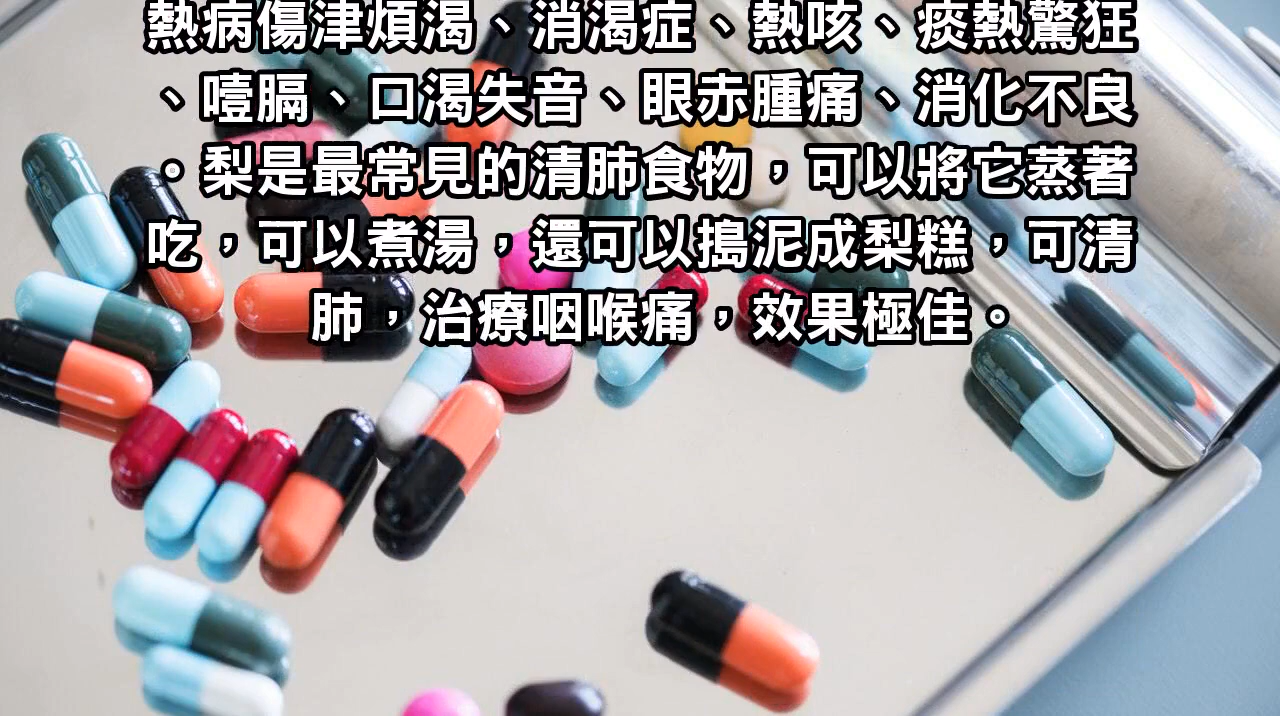 熱病傷津煩渴、消渴症、熱咳、痰熱驚狂
、噎膈、口渴失音、眼赤腫痛、消化不良
。梨是最常見的清肺食物，可以將它蒸著
吃，可以煮湯，還可以搗泥成梨糕，可清
肺，治療咽喉痛，效果極佳。